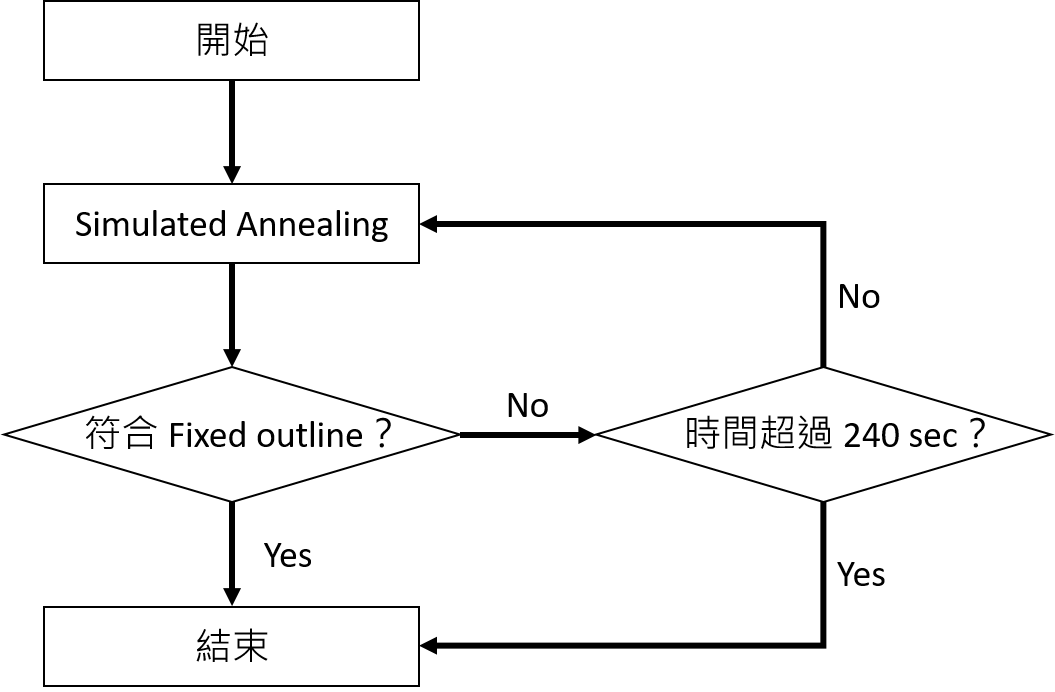 開始
Simulated Annealing
No
符合 Fixed outline？
No
時間超過 240 sec？
Yes
Yes
結束